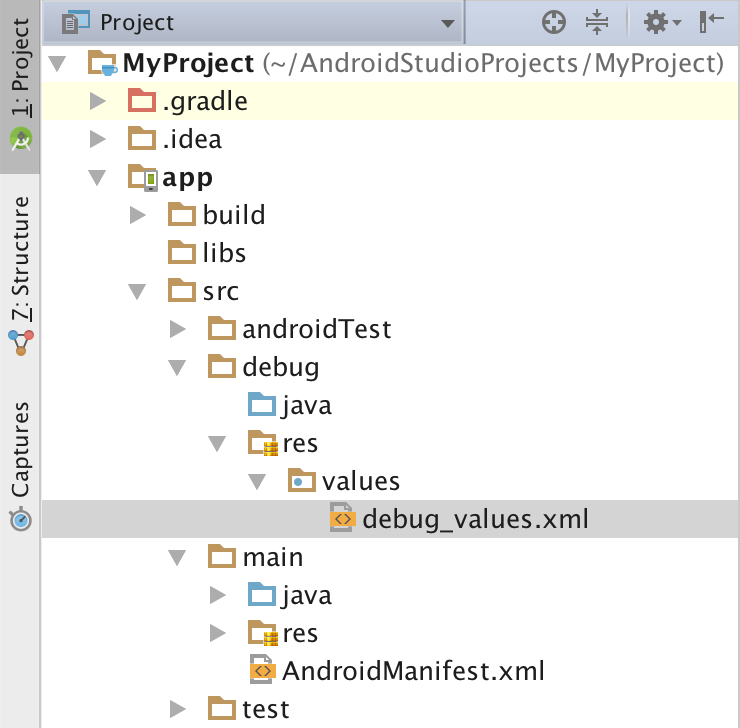 Project
MyProject (~/AndroidStudioProjects/MyProject)
.gradle
.idea
app
build
libs
src
androidTest
debug
java
res
values
debug_values.xml
main
java
res
AndroidManifest.xml
test
1: Project
7: Structure
Captures